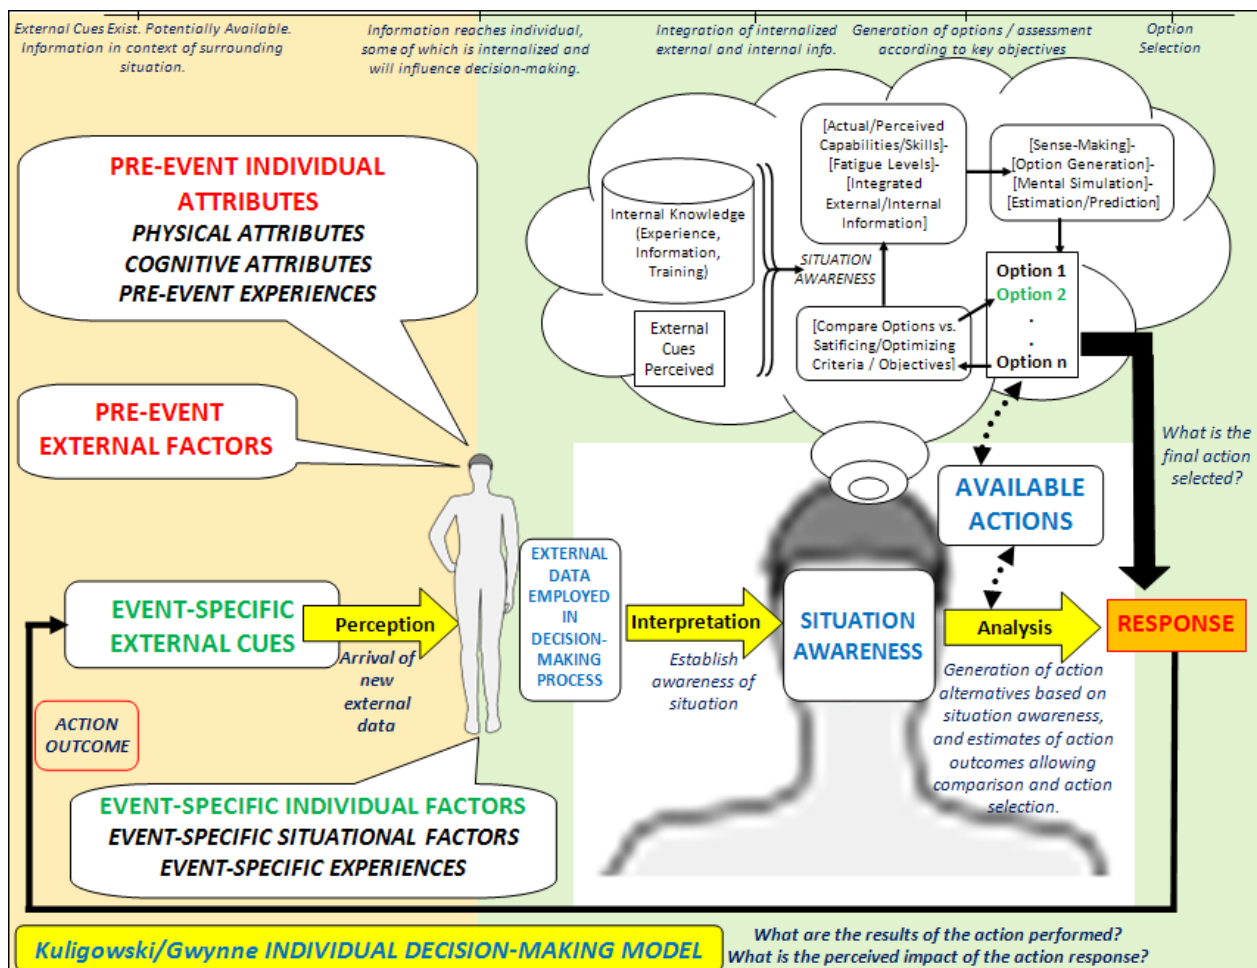 External Cues Exist. Potentially Available.
Information in context of surrounding
situation.
Information reaches individual,
some of which is internalized and
will influence decision-making.
Integration of internalized
external and internal info.
Generation of options / assessment
according to key objectives
Option
Selection
PRE-EVENT INDIVIDUAL
ATTRIBUTES
PHYSICAL ATTRIBUTES
COGNITIVE ATTRIBUTES
PRE-EVENT EXPERIENCES
PRE-EVENT
EXTERNAL FACTORS
Internal Knowledge
(Experience,
Information,
Training)
External
Cues
Perceived
SITUATION
AWARENESS
[Actual/Perceived
Capabilities/Skills]-
[Fatigue Levels]-
[Integrated
External/Internal
Information]
[Sense-Making]-
[Option Generation]-
[Mental Simulation]-
[Estimation/Prediction]
Option 1
Option 2
.
.
Option n
[Compare Options vs.
Satificing/Optimizing
Criteria / Objectives]
What is the
final action
selected?
AVAILABLE
ACTIONS
EVENT-SPECIFIC
EXTERNAL CUES
Perception
Arrival of
new
external
data
EXTERNAL
DATA
EMPLOYED
IN
DECISION-
MAKING
PROCESS
Interpretation
Establish
awareness of
situation
SITUATION
AWARENESS
Analysis
Generation of action
alternatives based on
situation awareness,
and estimates of action
outcomes allowing
comparison and action
selection.
RESPONSE
ACTION
OUTCOME
EVENT-SPECIFIC INDIVIDUAL FACTORS
EVENT-SPECIFIC SITUATIONAL FACTORS
EVENT-SPECIFIC EXPERIENCES
Kuligowski/Gwynne INDIVIDUAL DECISION-MAKING MODEL
What are the results of the action performed?
What is the perceived impact of the action response?